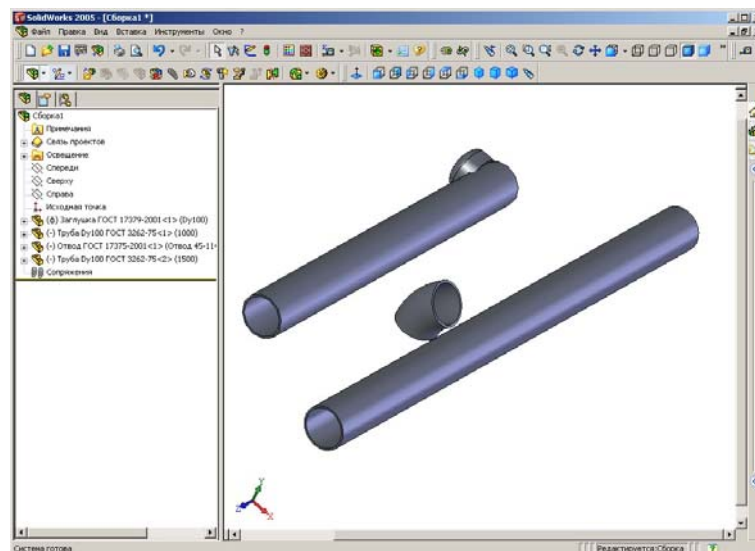 SolidWorks 2005 - [Сборка1 *]
Файл Правка Вид Вставка Инструменты Окно ?
Сборка1
Примечания
Связь проектов
Освещение
Спереди
Сверху
Справа
Исходная точка
(ф) Заглушка ГОСТ 17379-2001<1> (Dy100)
(-) Труба Dy100 ГОСТ 3262-75<1> (1000)
(-) Отвод ГОСТ 17375-2001<1> (Отвод 45-11
(-) Труба Dy100 ГОСТ 3262-75<2> (1500)
Сопряжения
Y
Z
X
Система готова
Редактируется:Сборка